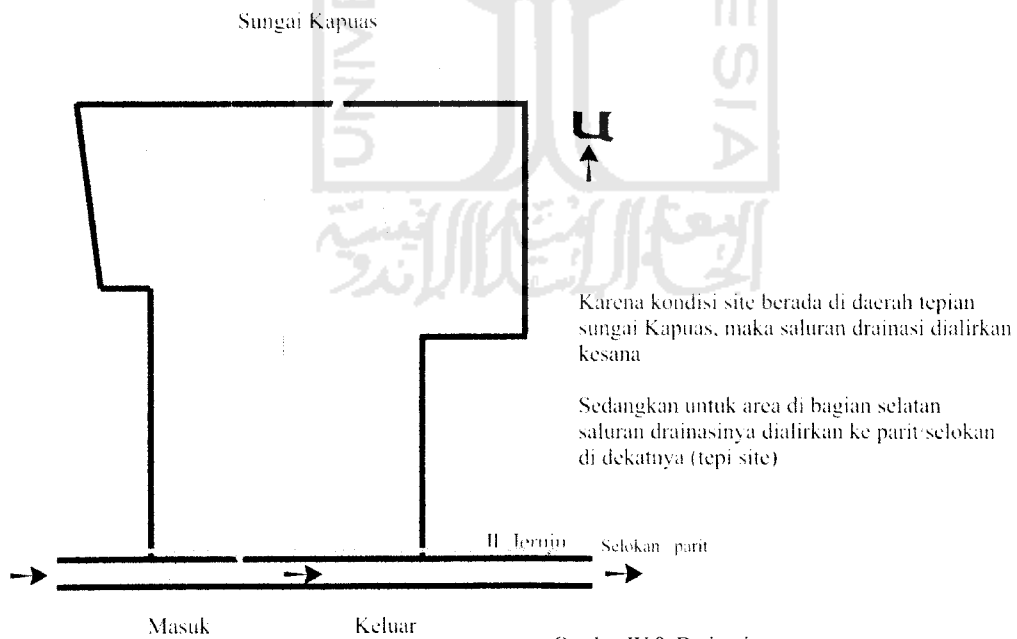 Sungai Kapuas
u
Karena kondisi site berada di daerah tepian
sungai Kapuas, maka saluran drainasi dialirkan
kesana
Sedangkan untuk area di bagian selatan
saluran drainasinya dialirkan ke parit/selokan
di dekatnya (tepi site)
Selokan parit
Masuk
Keluar